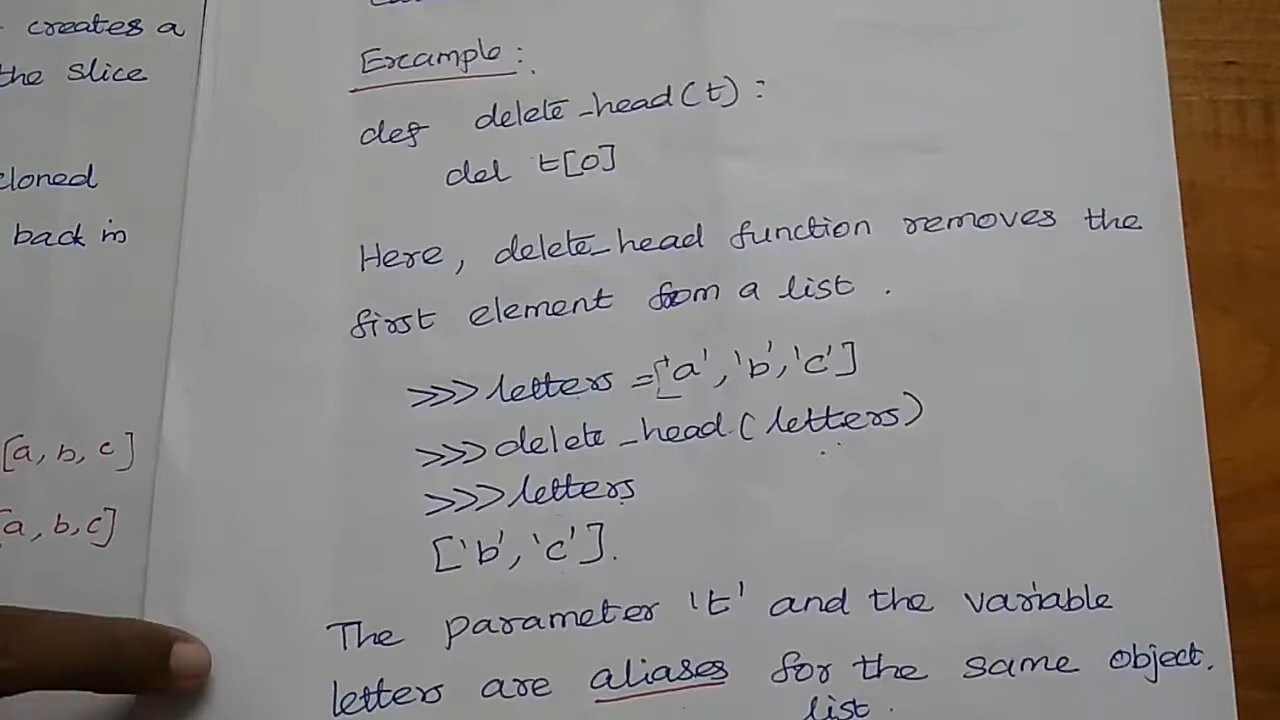 creates a
the slice
cloned
back in
[a, b, c]
[a, b, c]
Example:
def delete_head(t):
del t[0]
Here, delete_head function removes the
first element from a list.
>>> letters = ['a', 'b', 'c']
>>> delete_head(letters)
>>> letters
['b', 'c'].
The parameter 't' and the variable
letters are aliases for the same object.
list.